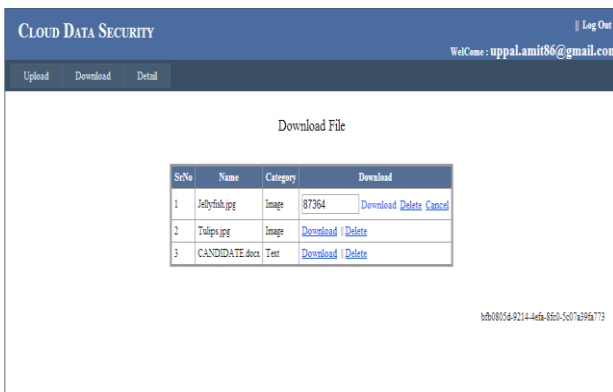 CLOUD DATA SECURITY
|| Log Out
WelCome : uppal.amit86@gmail.com
Upload Download Detail
Download File
SrNo Name Category Download
1 Jellyfish.jpg Image 87364 Download Delete Cancel
2 Tulips.jpg Image Download | Delete
3 CANDIDATE.docx Text Download | Delete
bfb0805d-9214-4efa-8fc0-5c07a39fa773